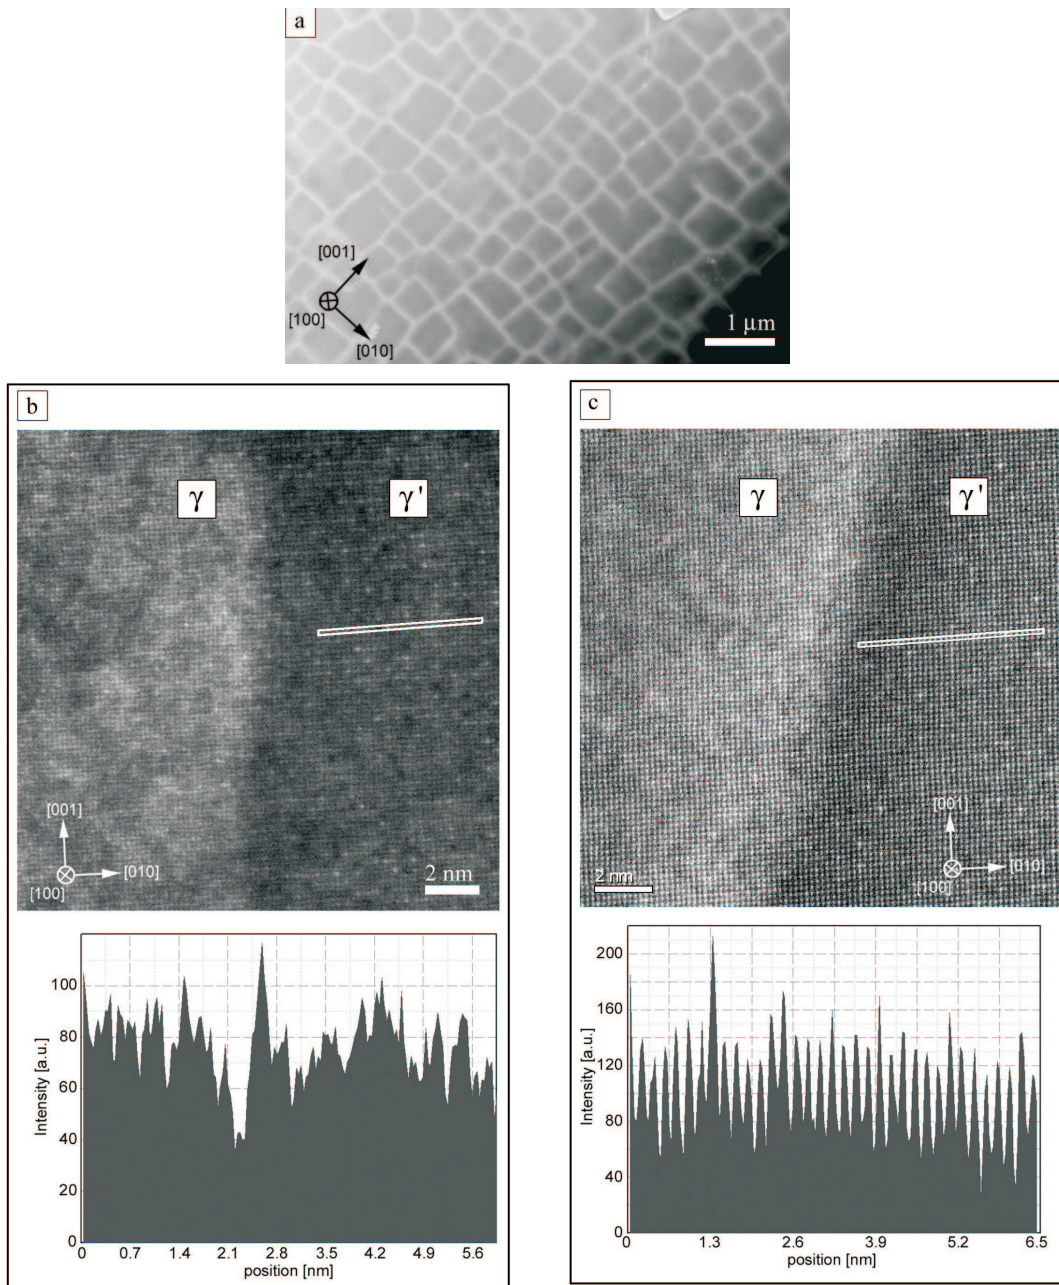 a
[001]
[100]
[010]
1 µm
b
γ
γ'
[001]
[010]
[100]
2 nm
100
80
60
40
20
0
Intensity [a.u.]
0 0.7 1.4 2.1 2.8 3.5 4.2 4.9 5.6
position [nm]
c
γ
γ'
[001]
[010]
[100]
2 nm
200
160
120
80
40
0
Intensity [a.u.]
0 1.3 2.6 3.9 5.2 6.5
position [nm]